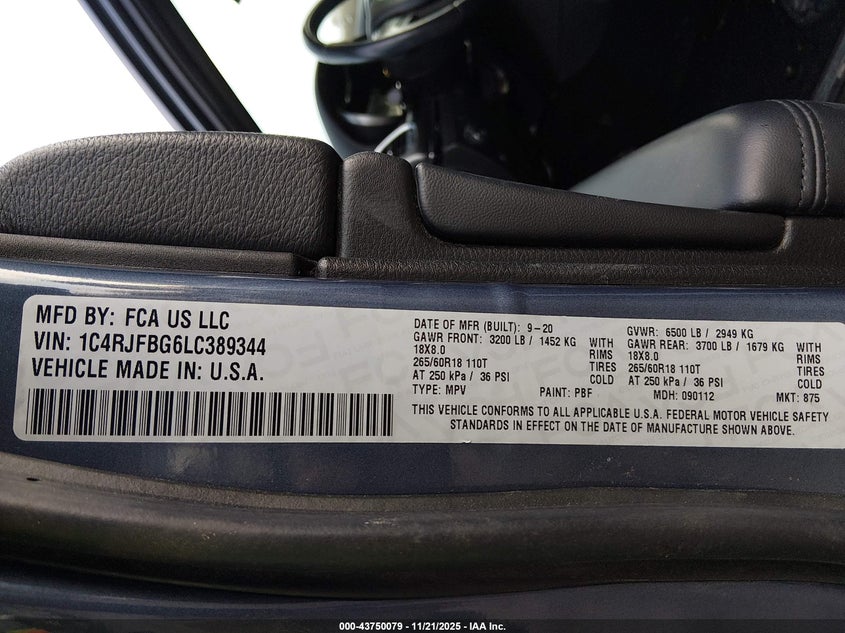 MFD BY: FCA US LLC
VIN: 1C4RJFBG6LC389344
VEHICLE MADE IN: U.S.A.
DATE OF MFR (BUILT): 9-20 GVWR: 6500 LB / 2949 KG
GAWR FRONT: 3200 LB / 1452 KG WITH GAWR REAR: 3700 LB / 1679 KG WITH
18X8.0 RIMS 18X8.0 RIMS
265/60R18 110T TIRES 265/60R18 110T TIRES
AT 250 kPa / 36 PSI COLD AT 250 kPa / 36 PSI COLD
TYPE: MPV PAINT: PBF MDH: 090112 MKT: 875
THIS VEHICLE CONFORMS TO ALL APPLICABLE U.S.A. FEDERAL MOTOR VEHICLE SAFETY
STANDARDS IN EFFECT ON THE DATE OF MANUFACTURE SHOWN ABOVE.
000-43750079 - 11/21/2025 - IAA Inc.